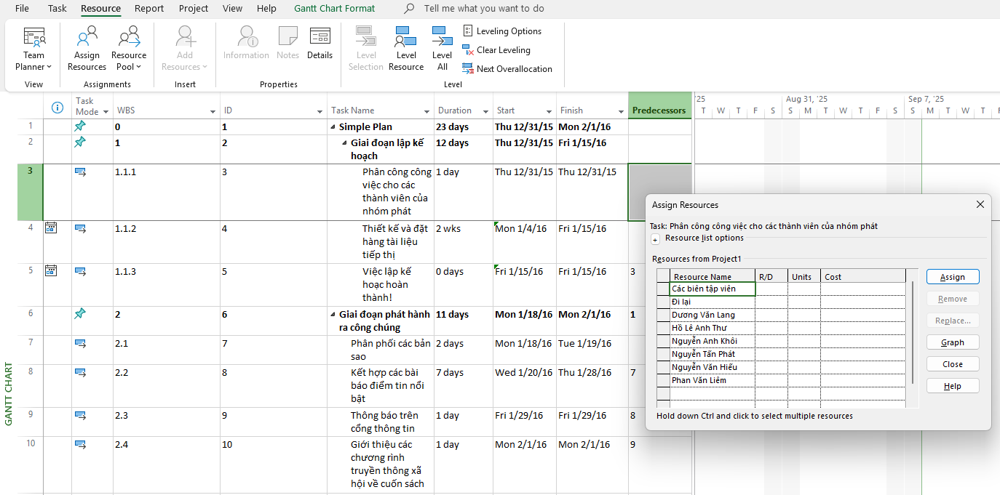 File Task Resource Report Project View Help Gantt Chart Format Tell me what you want to do
Team Planner
Assign Resources
Resource Pool
Add Resources
Information
Notes
Details
Level Selection
Level Resource
Level All
Leveling Options
Clear Leveling
Next Overallocation
View Assignments Insert Properties Level
Task Mode WBS ID Task Name Duration Start Finish Predecessors
'25 Aug 31, '25 Sep 7, '25
T W T F S S M T W T F S S M T W T F
1 0 1 Simple Plan 23 days Thu 12/31/15 Mon 2/1/16
2 1 2 Giai đoạn lập kế 12 days Thu 12/31/15 Fri 1/15/16
hoạch
3 1.1.1 3 Phân công công 1 day Thu 12/31/15 Thu 12/31/15
việc cho các
thành viên của
nhóm phát
4 1.1.2 4 Thiết kế và đặt 2 wks Mon 1/4/16 Fri 1/15/16
hàng tài liệu
tiếp thị
5 1.1.3 5 Việc lập kế 0 days Fri 1/15/16 Fri 1/15/16 3
hoạc hoàn
thành!
6 2 6 Giai đoạn phát hành 11 days Mon 1/18/16 Mon 2/1/16 1
ra công chúng
7 2.1 7 Phân phối các bản 2 days Mon 1/18/16 Tue 1/19/16
sao
8 2.2 8 Kết hợp các bài 7 days Wed 1/20/16 Thu 1/28/16 7
báo điểm tin nổi
bật
9 2.3 9 Thông báo trên 1 day Fri 1/29/16 Fri 1/29/16 8
cổng thông tin
10 2.4 10 Giới thiệu các 1 day Mon 2/1/16 Mon 2/1/16 9
chương rình
truyền thông xã
hội về cuốn sách
GANTT CHART
Assign Resources
Task: Phân công công việc cho các thành viên của nhóm phát
+ Resource list options
Resources from Project1
Resource Name R/D Units Cost
Các biên tập viên
Đi lại
Dương Văn Lang
Hồ Lê Anh Thư
Nguyễn Anh Khôi
Nguyễn Tấn Phát
Nguyễn Văn Hiếu
Phan Văn Liêm
Assign
Remove
Replace...
Graph
Close
Help
Hold down Ctrl and click to select multiple resources